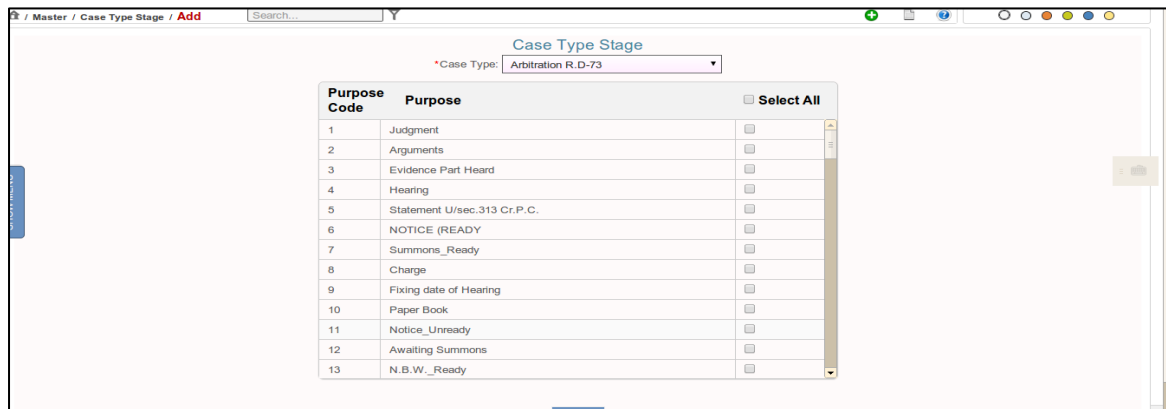 / Master / Case Type Stage / Add Search...
Case Type Stage
*Case Type: Arbitration R.D-73
Purpose Code Purpose Select All
1 Judgment
2 Arguments
3 Evidence Part Heard
4 Hearing
5 Statement U/sec.313 Cr.P.C.
6 NOTICE (READY
7 Summons_Ready
8 Charge
9 Fixing date of Hearing
10 Paper Book
11 Notice_Unready
12 Awaiting Summons
13 N.B.W._Ready